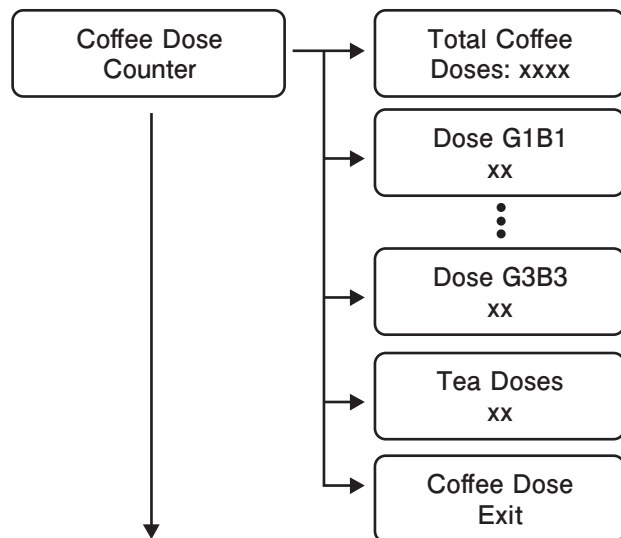 Coffee Dose
Counter
Total Coffee
Doses: xxxx
Dose G1B1
xx
Dose G3B3
xx
Tea Doses
xx
Coffee Dose
Exit